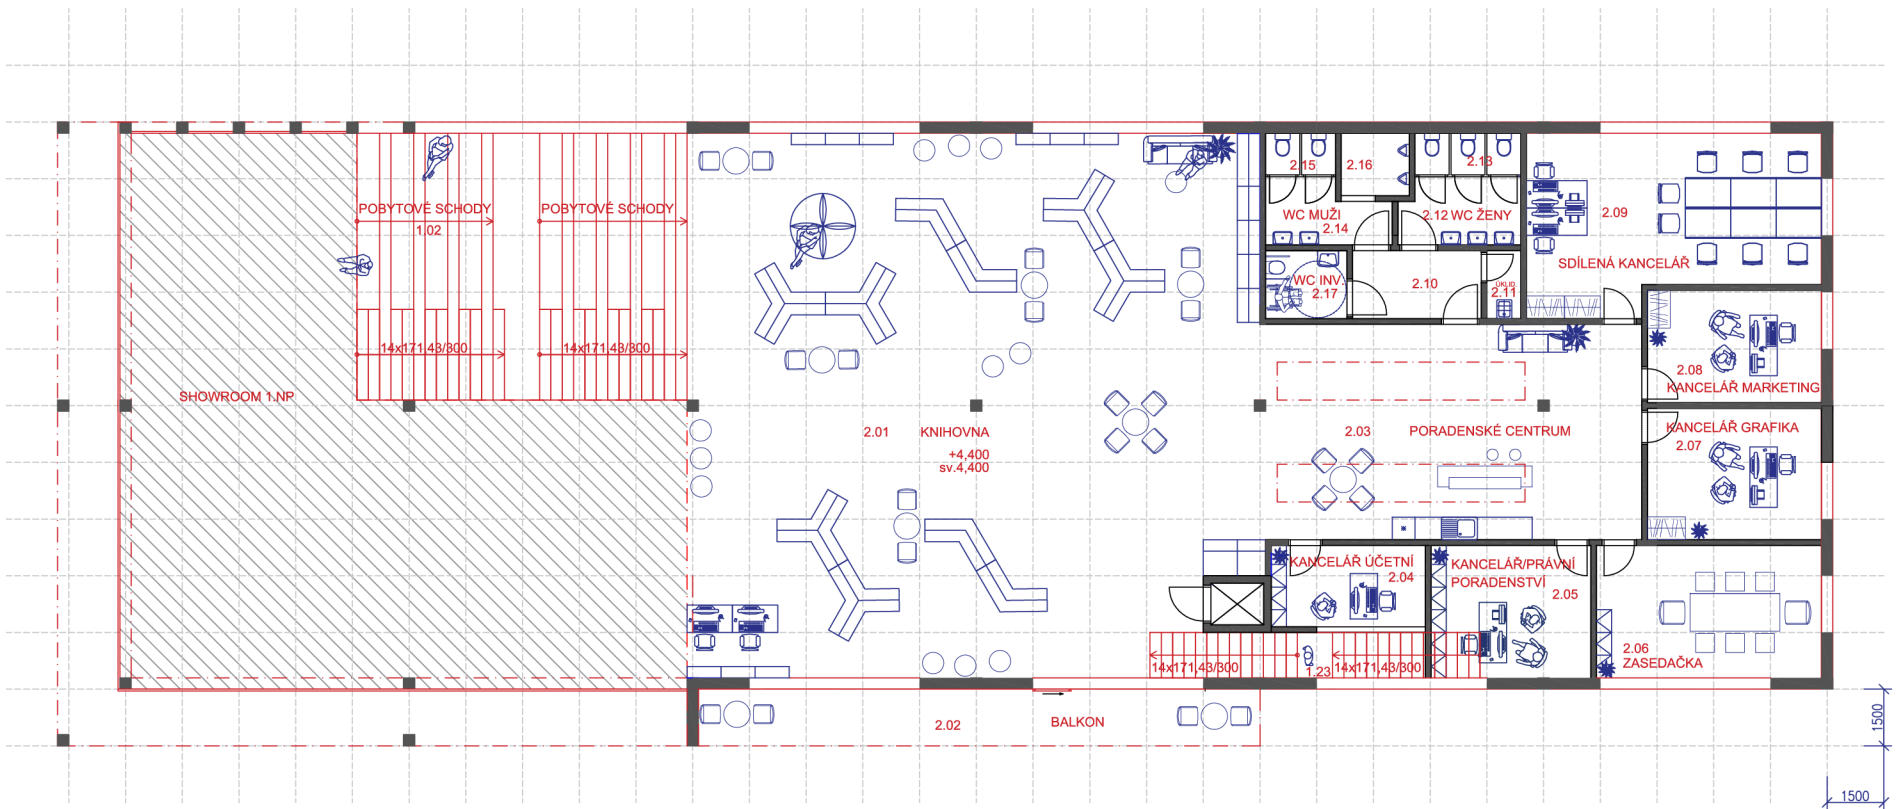 POBYTOVÉ SCHODY
1.02
POBYTOVÉ SCHODY
14x171,43/300
14x171,43/300
SHOWROOM 1.NP
2.01 KNIHOVNA
+4,400
sv.4,400
2.15
2.16
2.13
WC MUŽI
2.14
2.12 WC ŽENY
WC INV.
2.17
2.10
ÚKLID
2.11
2.09
SDÍLENÁ KANCELÁŘ
2.08
KANCELÁŘ MARKETING
KANCELÁŘ GRAFIKA
2.07
2.03 PORADENSKÉ CENTRUM
KANCELÁŘ ÚČETNÍ
2.04
KANCELÁŘ/PRÁVNÍ
PORADENSTVÍ
2.05
2.06
ZASEDAČKA
14x171,43/300
1.23
14x171,43/300
2.02 BALKON
1500
1500